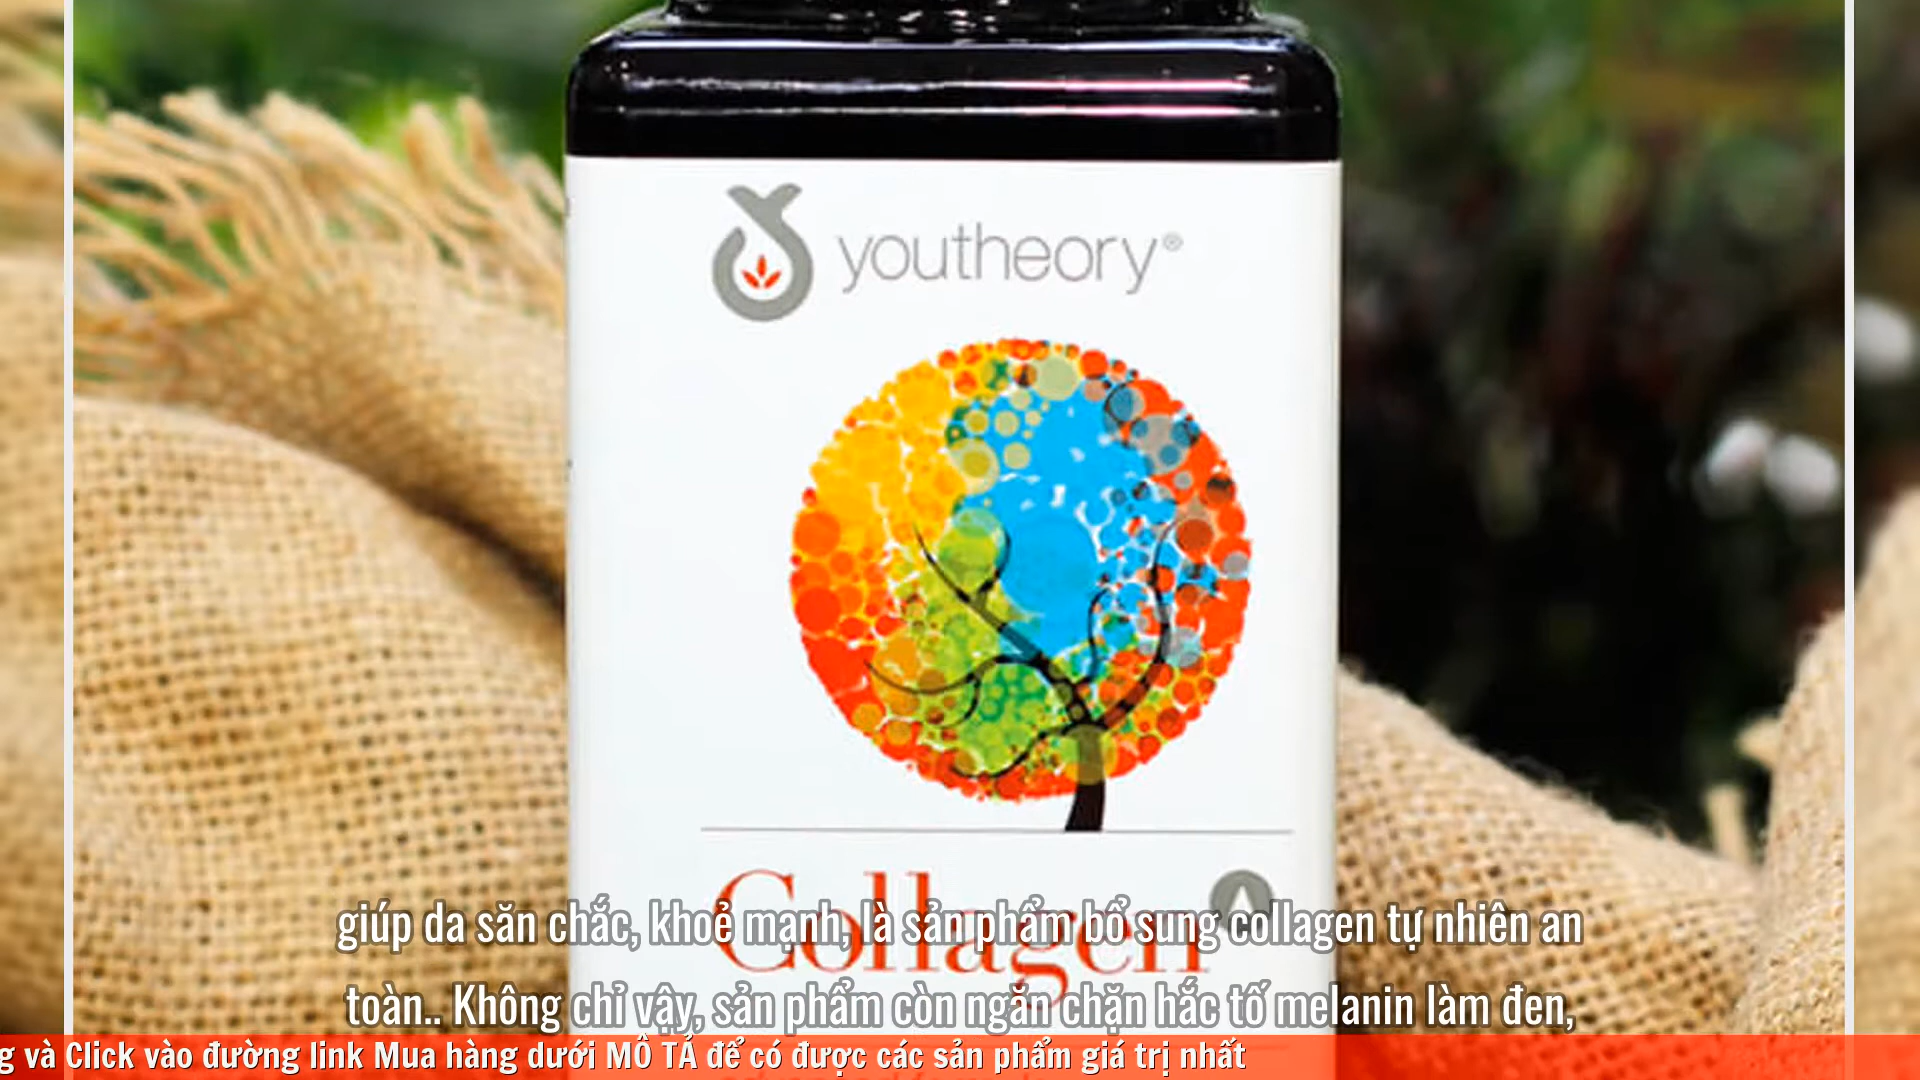 youtheory®
Collagen
giúp da săn chắc, khoẻ mạnh, là sản phẩm bổ sung collagen tự nhiên an
toàn.. Không chỉ vậy, sản phẩm còn ngăn chặn hắc tố melanin làm đen,
và Click vào đường link Mua hàng dưới MÔ TẢ để có được các sản phẩm giá trị nhất